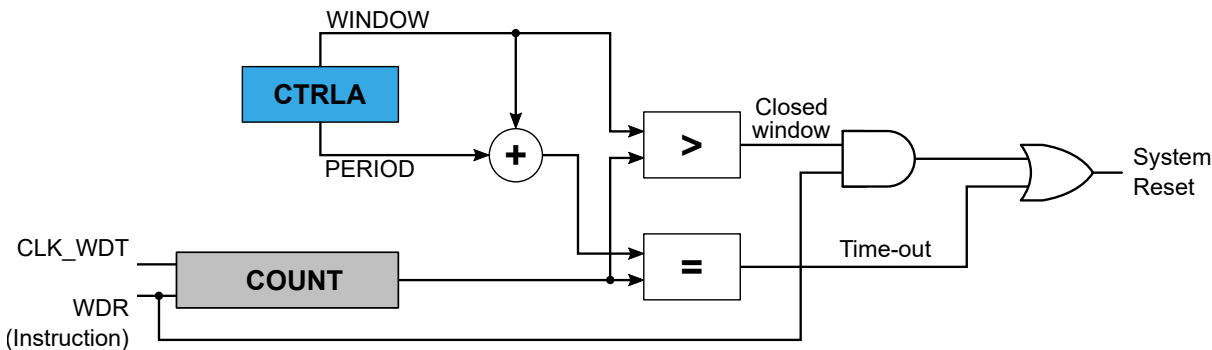 WINDOW
CTRLA
PERIOD
+
>
Closed
window
System
Reset
CLK_WDT
COUNT
=
Time-out
WDR
(Instruction)